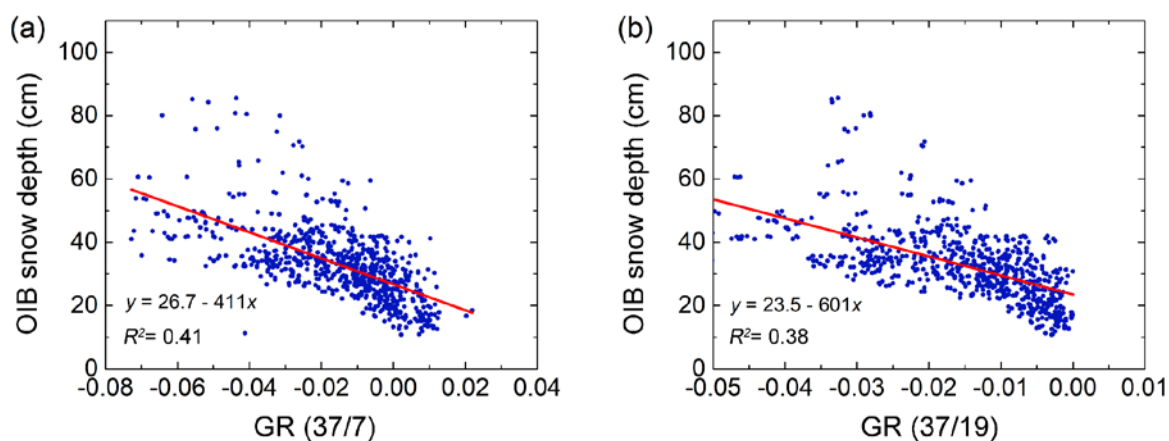 (a)
OIB snow depth (cm)
100
80
60
40
20
0
y = 26.7 - 411x
R²= 0.41
-0.08 -0.06 -0.04 -0.02 0.00 0.02 0.04
GR (37/7)
(b)
OIB snow depth (cm)
100
80
60
40
20
0
y = 23.5 - 601x
R²= 0.38
-0.05 -0.04 -0.03 -0.02 -0.01 0.00 0.01
GR (37/19)